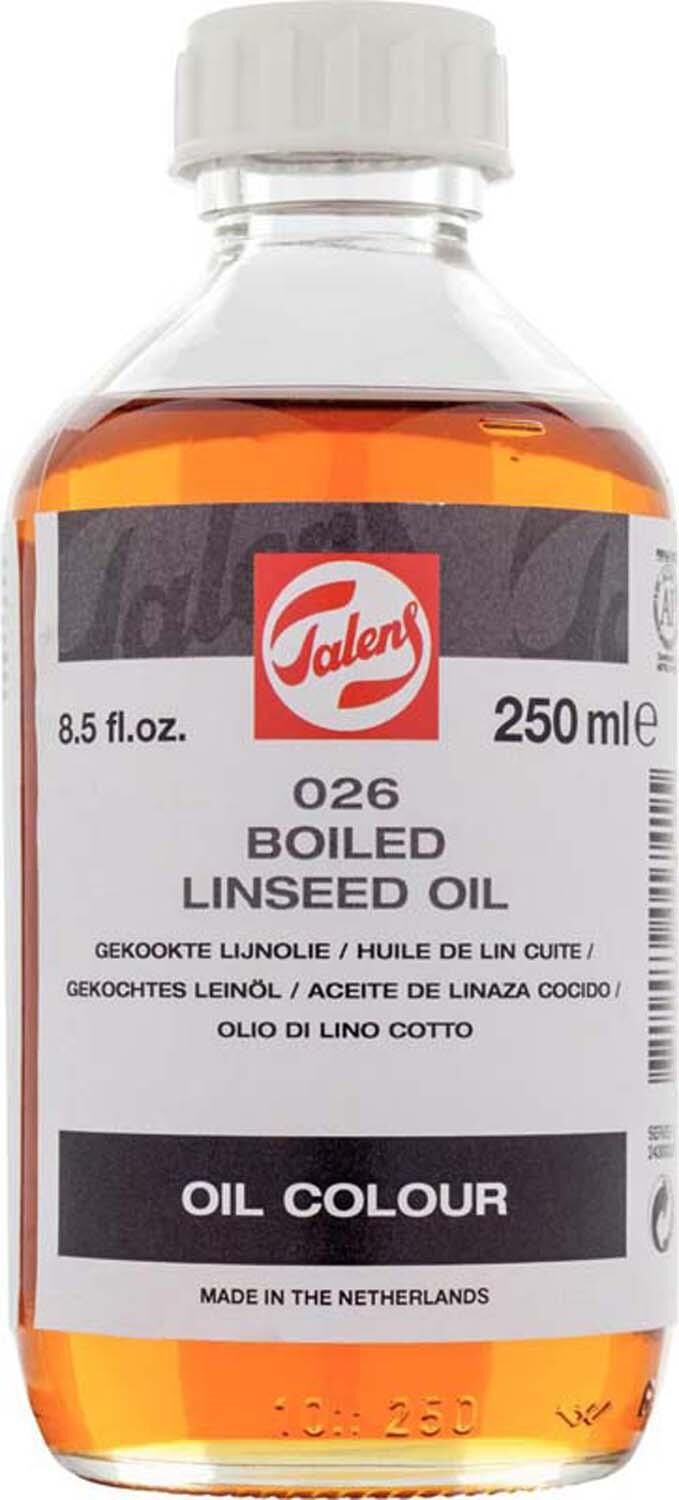 Talens
8.5 fl.oz.
250 ml e
026
BOILED
LINSEED OIL
GEKOOKTE LIJNOLIE / HUILE DE LIN CUITE /
GEKOCHTES LEINÖL / ACEITE DE LINAZA COCIDO /
OLIO DI LINO COTTO
OIL COLOUR
MADE IN THE NETHERLANDS
250